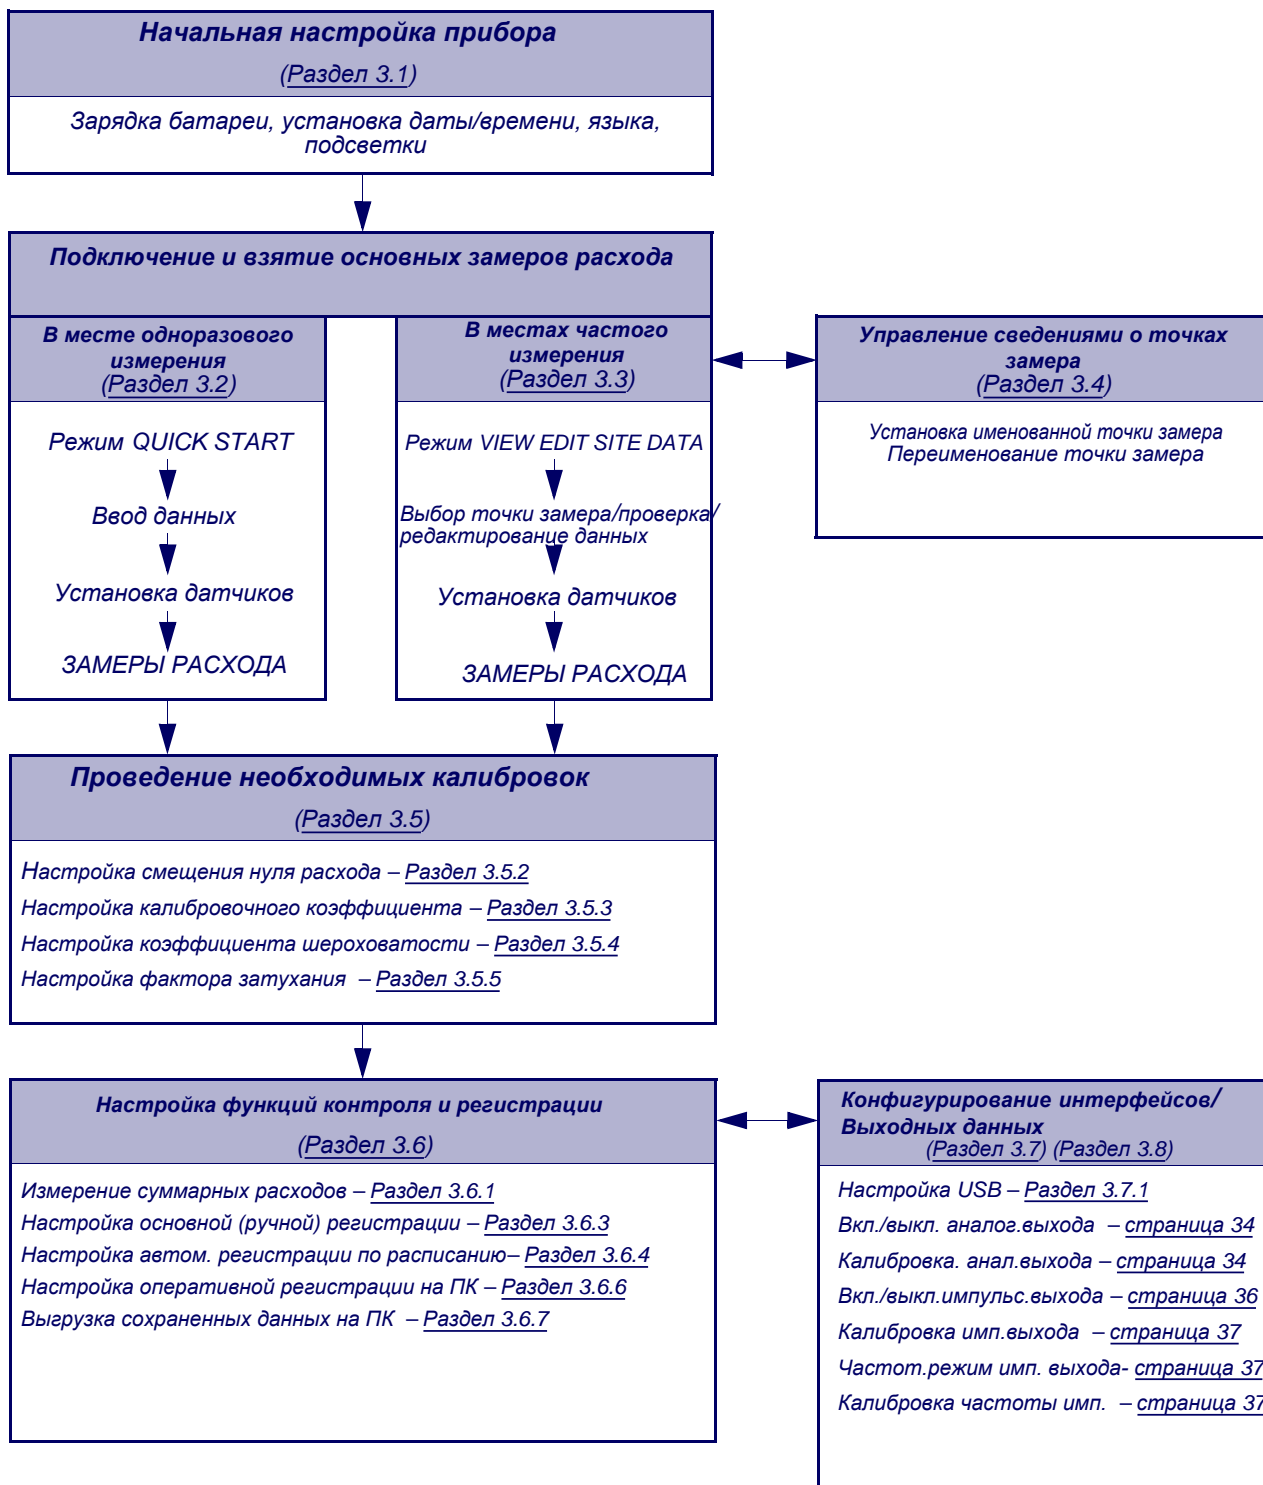 Начальная настройка прибора
(Раздел 3.1)
Зарядка батареи, установка даты/времени, языка,
подсветки
Подключение и взятие основных замеров расхода
В месте одноразового
измерения
(Раздел 3.2)
Режим QUICK START
Ввод данных
Установка датчиков
ЗАМЕРЫ РАСХОДА
В местах частого
измерения
(Раздел 3.3)
Режим VIEW EDIT SITE DATA
Выбор точки замера/проверка/
редактирование данных
Установка датчиков
ЗАМЕРЫ РАСХОДА
Управление сведениями о точках
замера
(Раздел 3.4)
Установка именованной точки замера
Переименование точки замера
Проведение необходимых калибровок
(Раздел 3.5)
Настройка смещения нуля расхода – Раздел 3.5.2
Настройка калибровочного коэффициента – Раздел 3.5.3
Настройка коэффициента шероховатости – Раздел 3.5.4
Настройка фактора затухания – Раздел 3.5.5
Настройка функций контроля и регистрации
(Раздел 3.6)
Измерение суммарных расходов – Раздел 3.6.1
Настройка основной (ручной) регистрации – Раздел 3.6.3
Настройка автом. регистрации по расписанию– Раздел 3.6.4
Настройка оперативной регистрации на ПК – Раздел 3.6.6
Выгрузка сохраненных данных на ПК – Раздел 3.6.7
Конфигурирование интерфейсов/
Выходных данных
(Раздел 3.7) (Раздел 3.8)
Настройка USB – Раздел 3.7.1
Вкл./выкл. аналог.выхода – страница 34
Калибровка. анал.выхода – страница 34
Вкл./выкл.импульс.выхода – страница 36
Калибровка имп.выхода – страница 37
Частот.режим имп. выхода- страница 37
Калибровка частоты имп. – страница 37